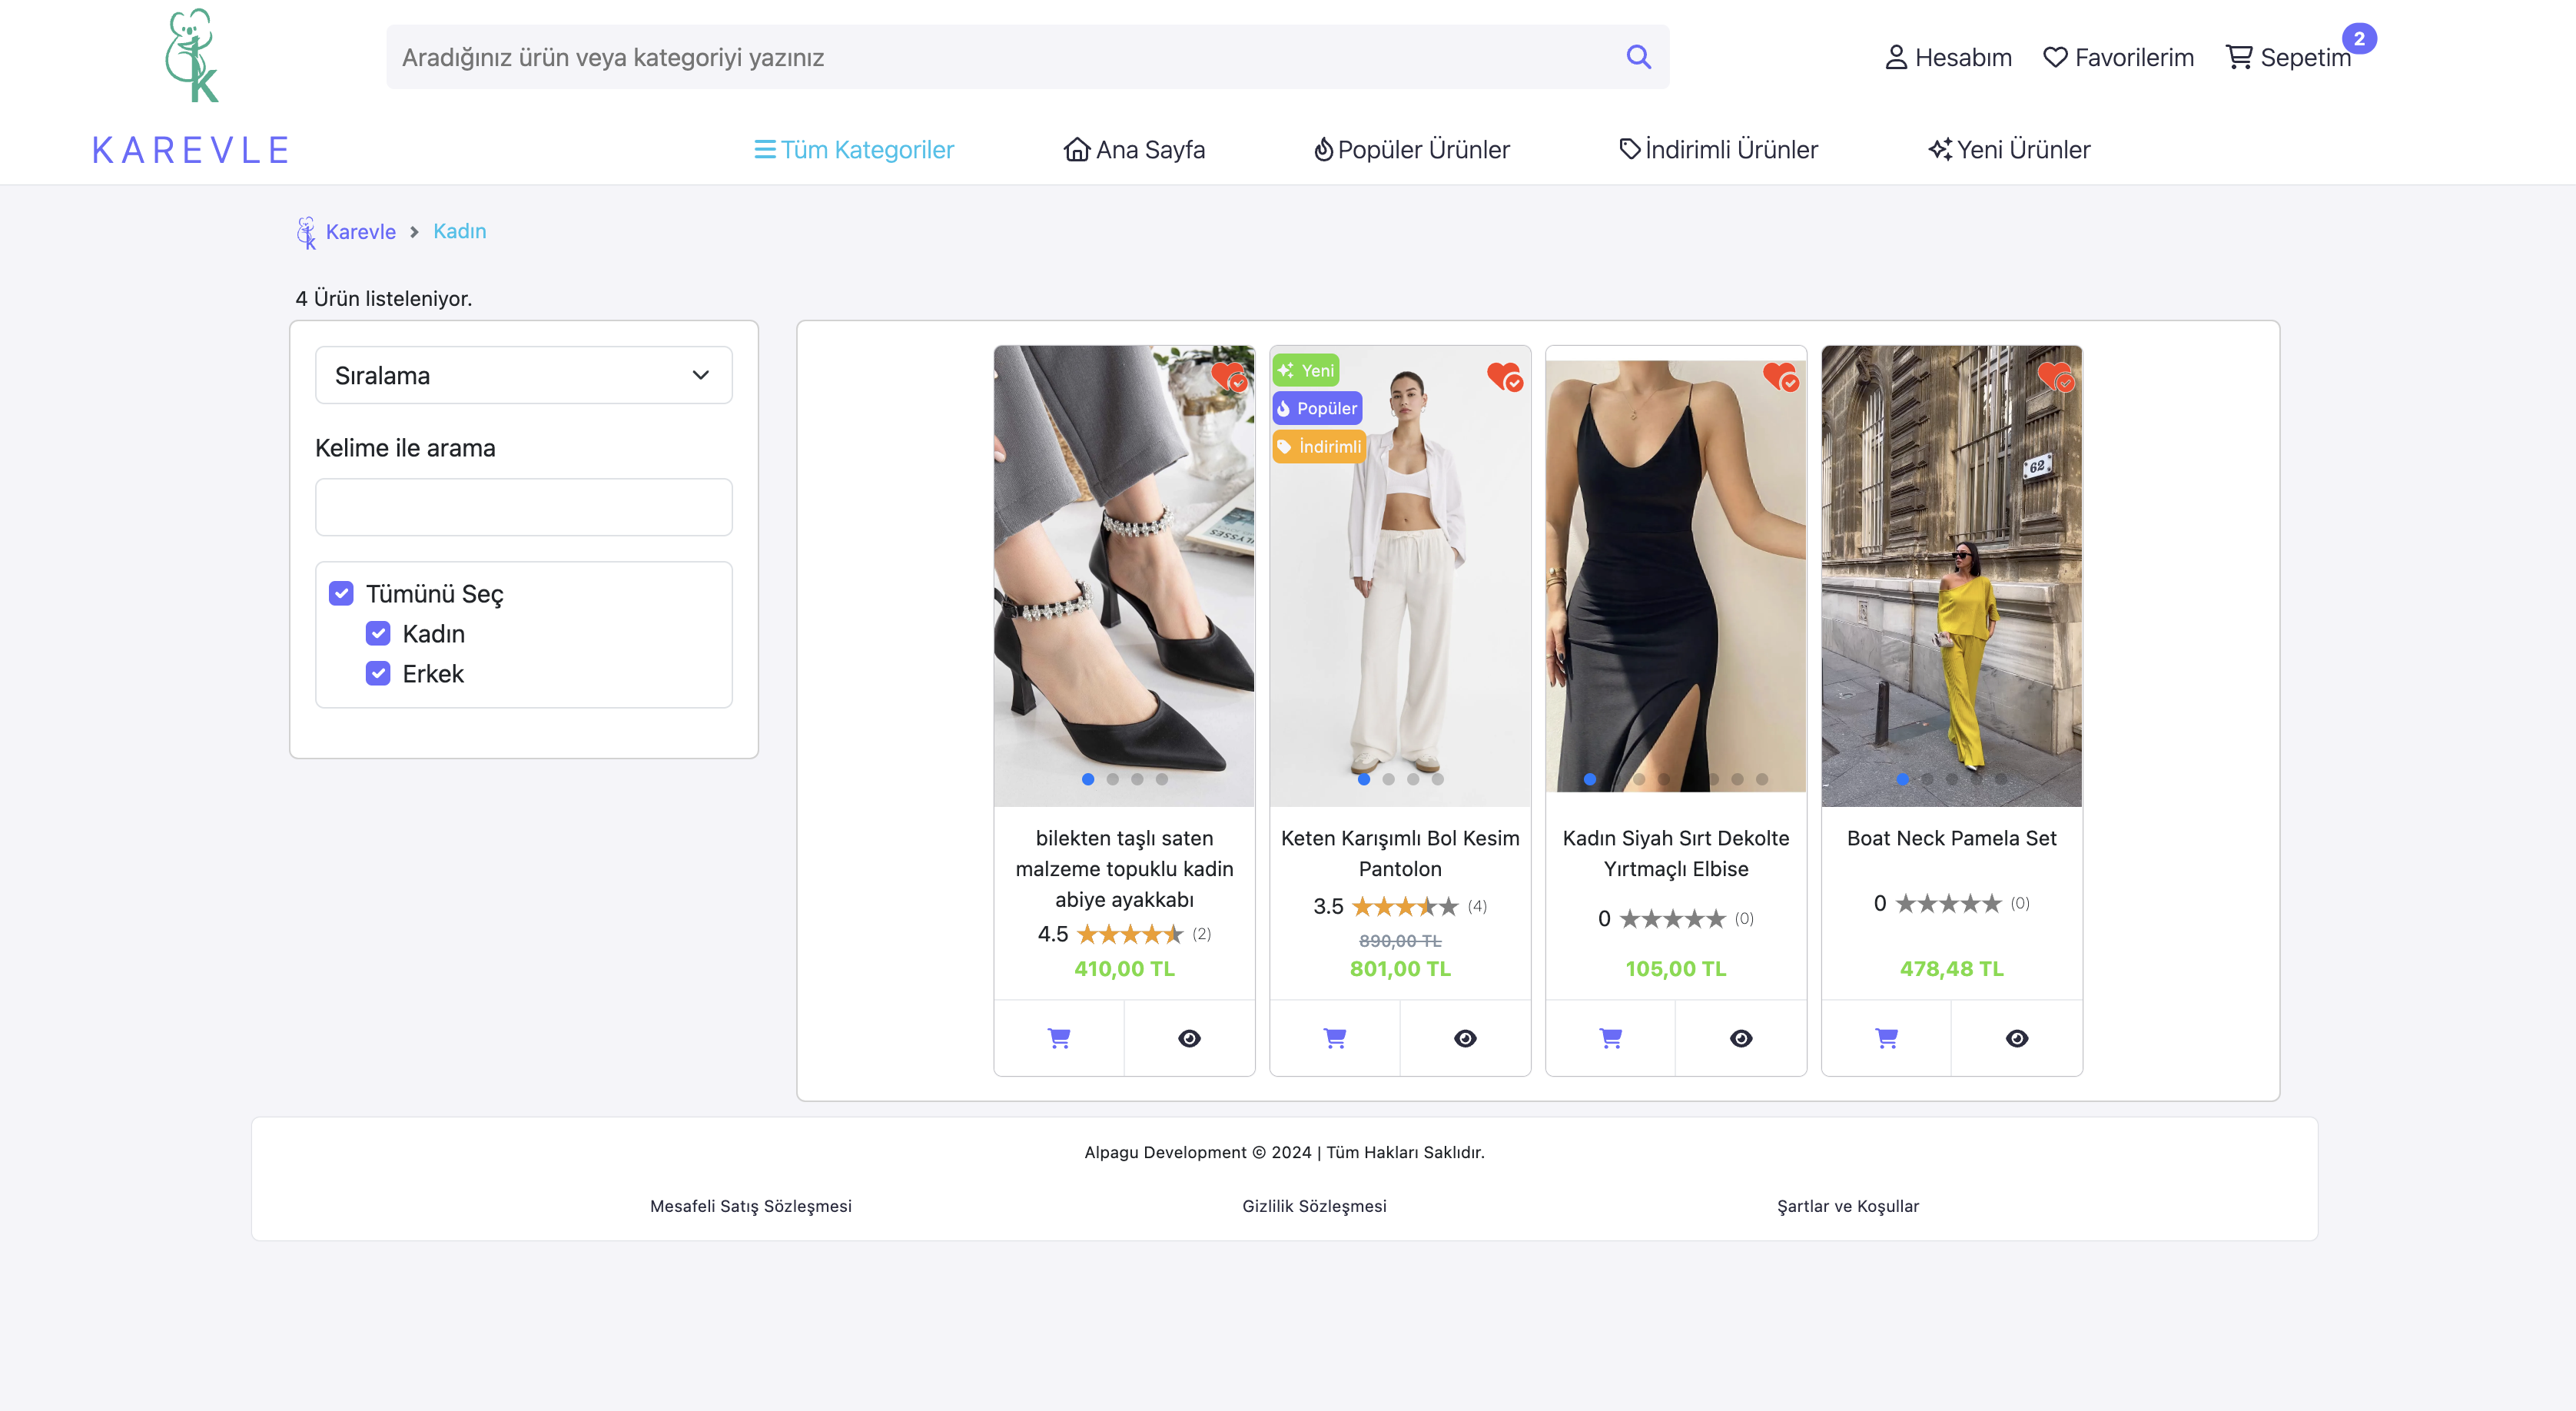 Aradığınız ürün veya kategoriyi yazınız
Hesabım
Favorilerim
Sepetim
2
k
KAREVLE
Tüm Kategoriler
Ana Sayfa
Popüler Ürünler
İndirimli Ürünler
Yeni Ürünler
k Karevle
Kadın
4 Ürün listeleniyor.
Sıralama
Kelime ile arama
Tümünü Seç
Kadın
Erkek
bilekten taşlı saten
malzeme topuklu kadin
abiye ayakkabı
4.5 (2)
410,00 TL
Yeni
Popüler
İndirimli
Keten Karışımlı Bol Kesim
Pantolon
3.5 (4)
890,00 TL
801,00 TL
Kadın Siyah Sırt Dekolte
Yırtmaçlı Elbise
0 (0)
105,00 TL
62
Boat Neck Pamela Set
0 (0)
478,48 TL
Alpagu Development © 2024 | Tüm Hakları Saklıdır.
Mesafeli Satış Sözleşmesi
Gizlilik Sözleşmesi
Şartlar ve Koşullar